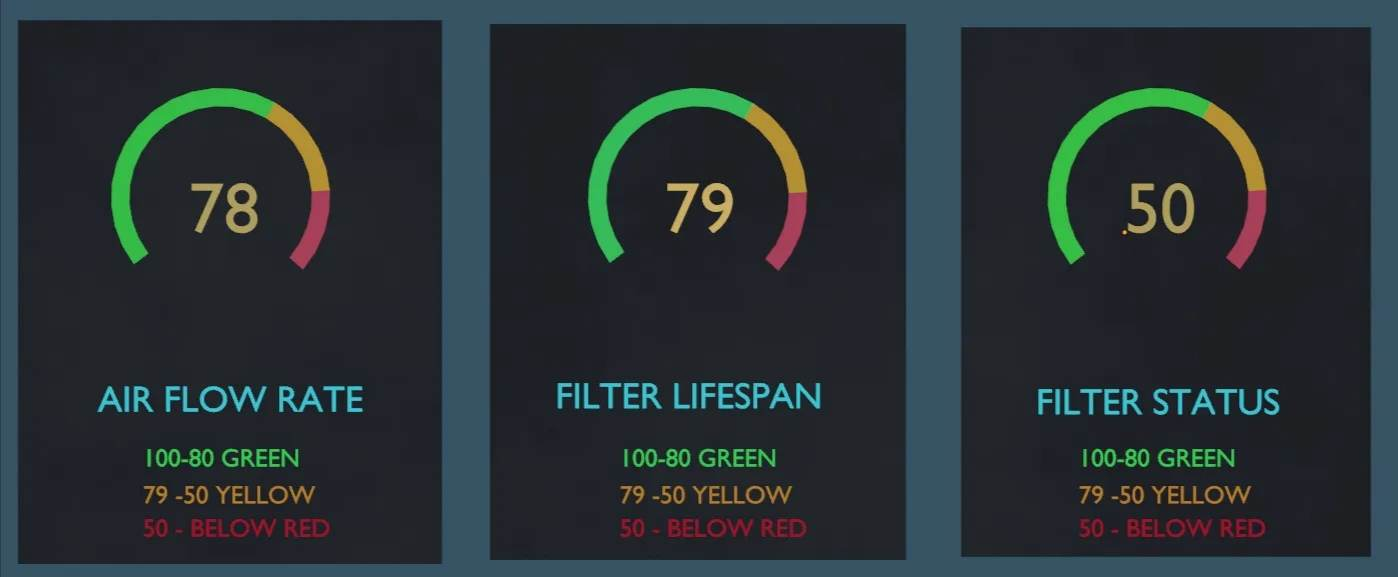 78
AIR FLOW RATE
100-80 GREEN
79 -50 YELLOW
50 - BELOW RED
79
FILTER LIFESPAN
100-80 GREEN
79 -50 YELLOW
50 - BELOW RED
.50
FILTER STATUS
100-80 GREEN
79 -50 YELLOW
50 - BELOW RED